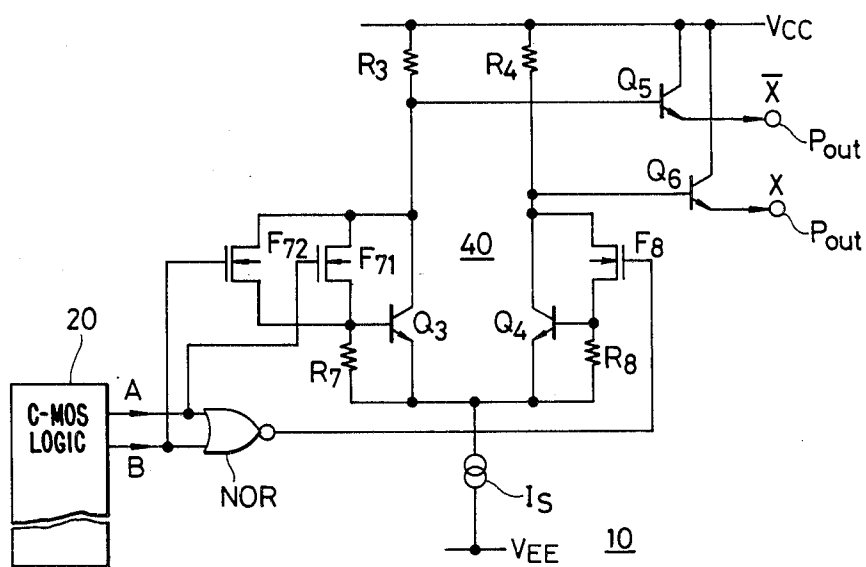 VCC
R3
R4
Q5
X̅
Pout
Q6
X
Pout
F72
F71
40
F8
Q3
Q4
20
R7
R8
A
C-MOS
LOGIC
B
NOR
IS
VEE
10